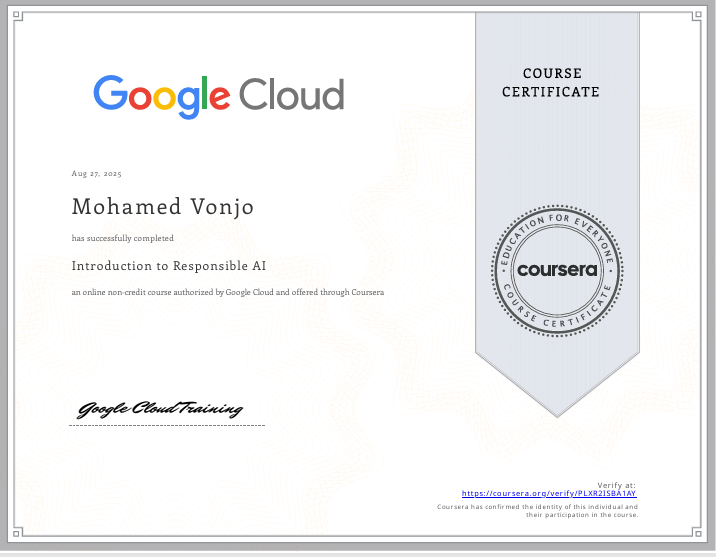 Google Cloud
COURSE
CERTIFICATE
Aug 27, 2025
Mohamed Vonjo
has successfully completed
Introduction to Responsible AI
an online non-credit course authorized by Google Cloud and offered through Coursera
EDUCATION FOR EVERYONE
coursera
COURSE CERTIFICATE
Google Cloud Training
Verify at:
https://coursera.org/verify/PLXR2ISBA1AY
Coursera has confirmed the identity of this individual and
their participation in the course.